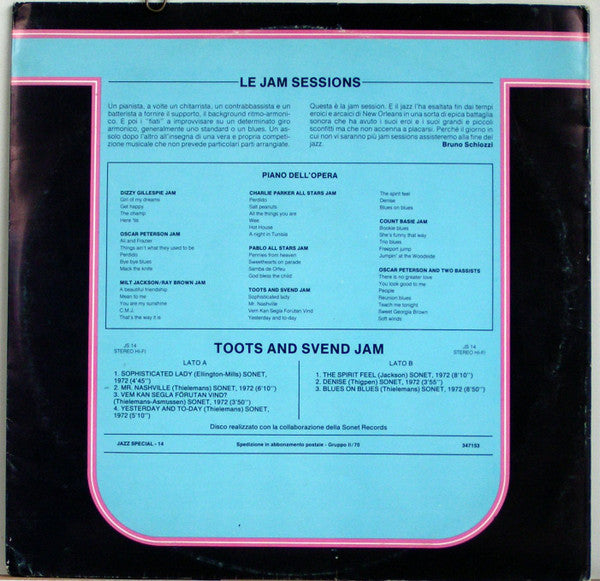 LE JAM SESSIONS
Un pianista, a volte un chitarrista, un contrabbassista e un
batterista a fornire il supporto, il background ritmo-armoni-
co. E poi i "fiati" a improvvisare su un determinato giro
armonico, generalmente uno standard o un blues. Un as-
solo dopo l'altro all'insegna di una vera e propria competi-
zione musicale che non prevede particolari parti arrangiate.
Questa è la jam session. E il jazz l'ha esaltata fin dai tempi
eroici e arcaici di New Orleans in una sorta di epica battaglia
sonora che ha avuto i suoi eroi e i suoi grandi e piccoli
sconfitti ma che non accenna a placarsi. Perché il giorno in
cui non vi saranno più jam sessions assisteremo alla fine del
jazz.
Bruno Schiozzi
PIANO DELL'OPERA
DIZZY GILLESPIE JAM
Girl of my dreams
Get happy
The champ
Here 'tis
OSCAR PETERSON JAM
Ali and Frazier
Things ain't what they used to be
Perdido
Bye bye blues
Mack the knife
MILT JACKSON/RAY BROWN JAM
A beautiful friendship
Mean to me
You are my sunshine
C.M.J.
That's the way it is
CHARLIE PARKER ALL STARS JAM
Perdido
Salt peanuts
All the things you are
Wee
Hot House
A night in Tunisia
PABLO ALL STARS JAM
Pennies from heaven
Sweethearts on parade
Samba de Orfeu
God bless the child
TOOTS AND SVEND JAM
Sophisticated lady
Mr. Nashville
Vem Kan Segla Forutan Vind
Yesterday and to-day
The spirit feel
Denise
Blues on blues
COUNT BASIE JAM
Bookie blues
She's funny that way
Trio blues
Freeport jump
Jumpin' at the Woodside
OSCAR PETERSON AND TWO BASSISTS
There is no greater love
You look good to me
People
Reunion blues
Teach me tonight
Sweet Georgia Brown
Soft winds
JS 14
STEREO HI-FI
TOOTS AND SVEND JAM
JS 14
STEREO HI-FI
LATO A
1. SOPHISTICATED LADY (Ellington-Mills) SONET,
1972 (4'45'')
2. MR. NASHVILLE (Thielemans) SONET, 1972 (6'10'')
3. VEM KAN SEGLA FÖRUTAN VIND?
(Thielemans-Asmussen) SONET, 1972 (3'50'')
4. YESTERDAY AND TO-DAY (Thielemans) SONET,
1972 (5'10'')
LATO B
1. THE SPIRIT FEEL (Jackson) SONET, 1972 (8'10'')
2. DENISE (Thigpen) SONET, 1972 (3'55'')
3. BLUES ON BLUES (Thielemans) SONET, 1972 (8'50'')
Disco realizzato con la collaborazione della Sonet Records
JAZZ SPECIAL - 14
Spedizione in abbonamento postale - Gruppo II/70
347153